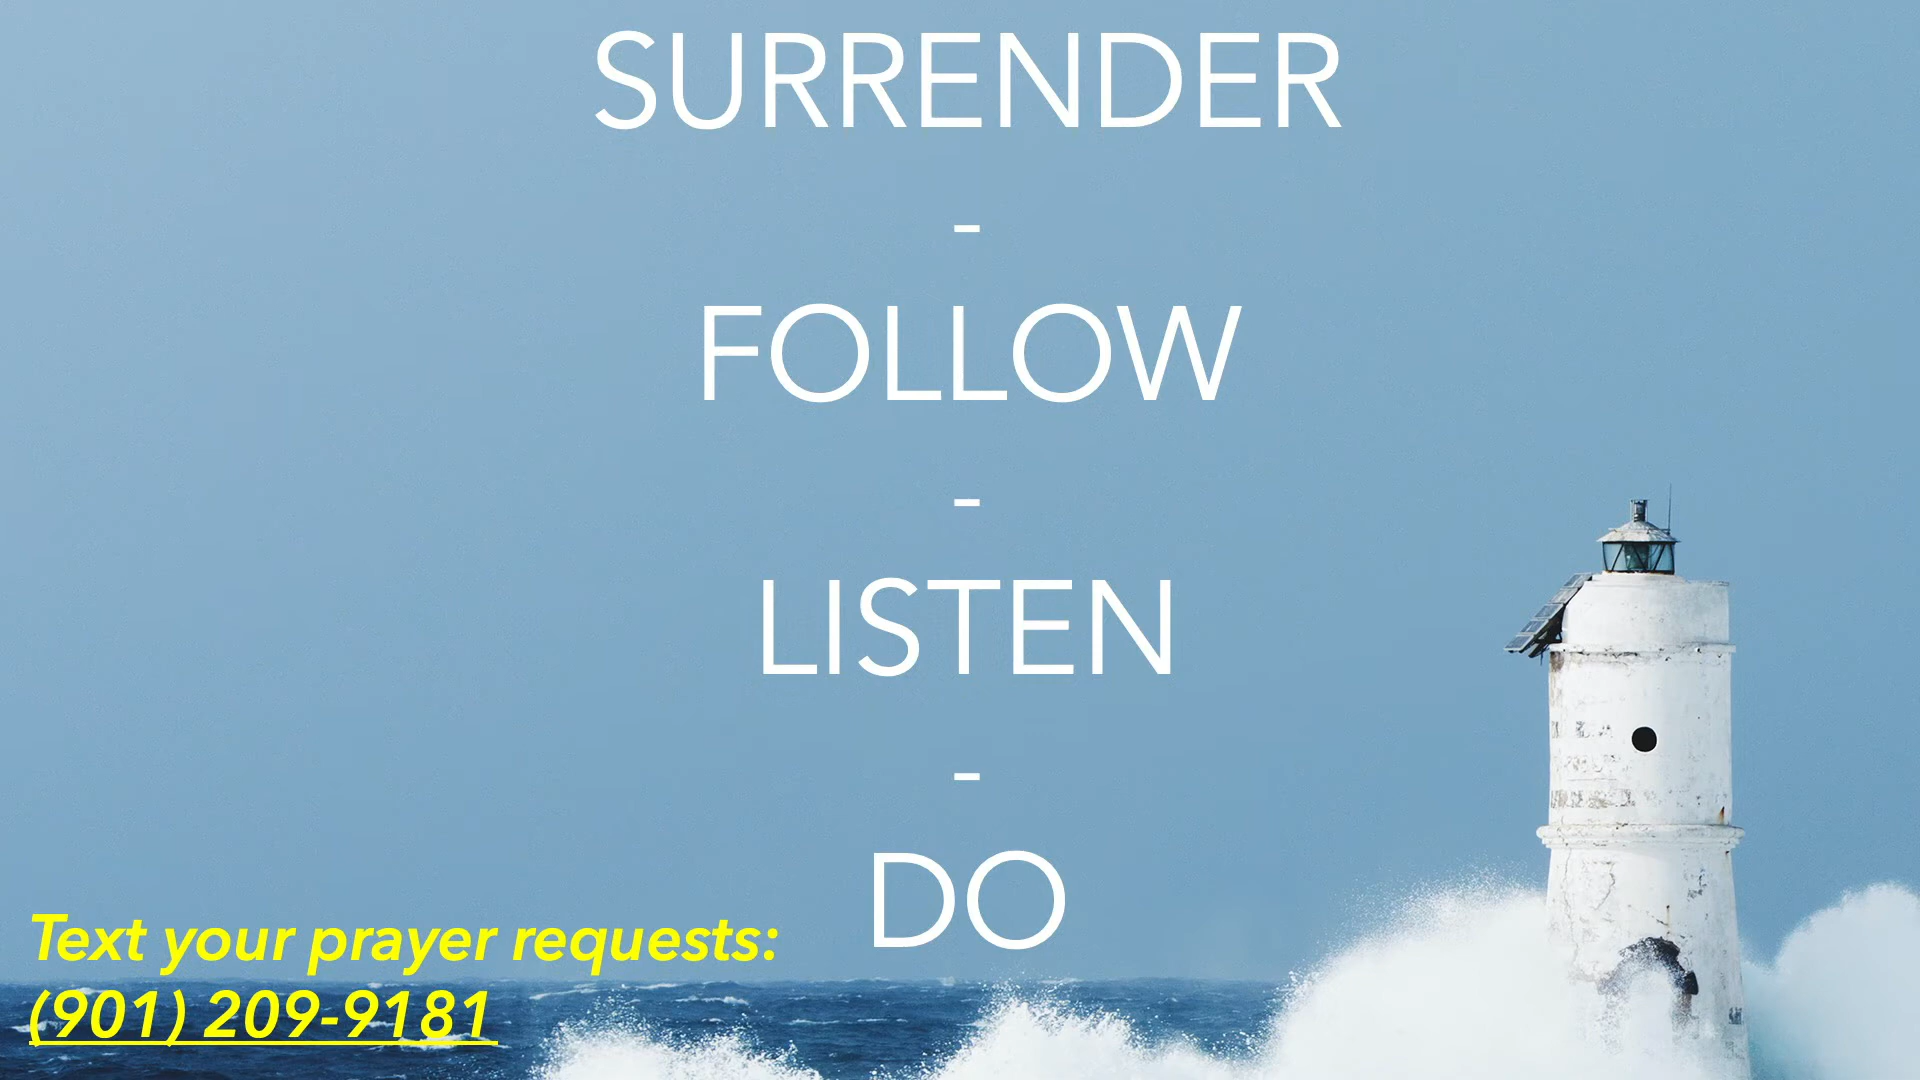 SURRENDER
-
FOLLOW
-
LISTEN
-
DO
Text your prayer requests:
(901) 209-9181